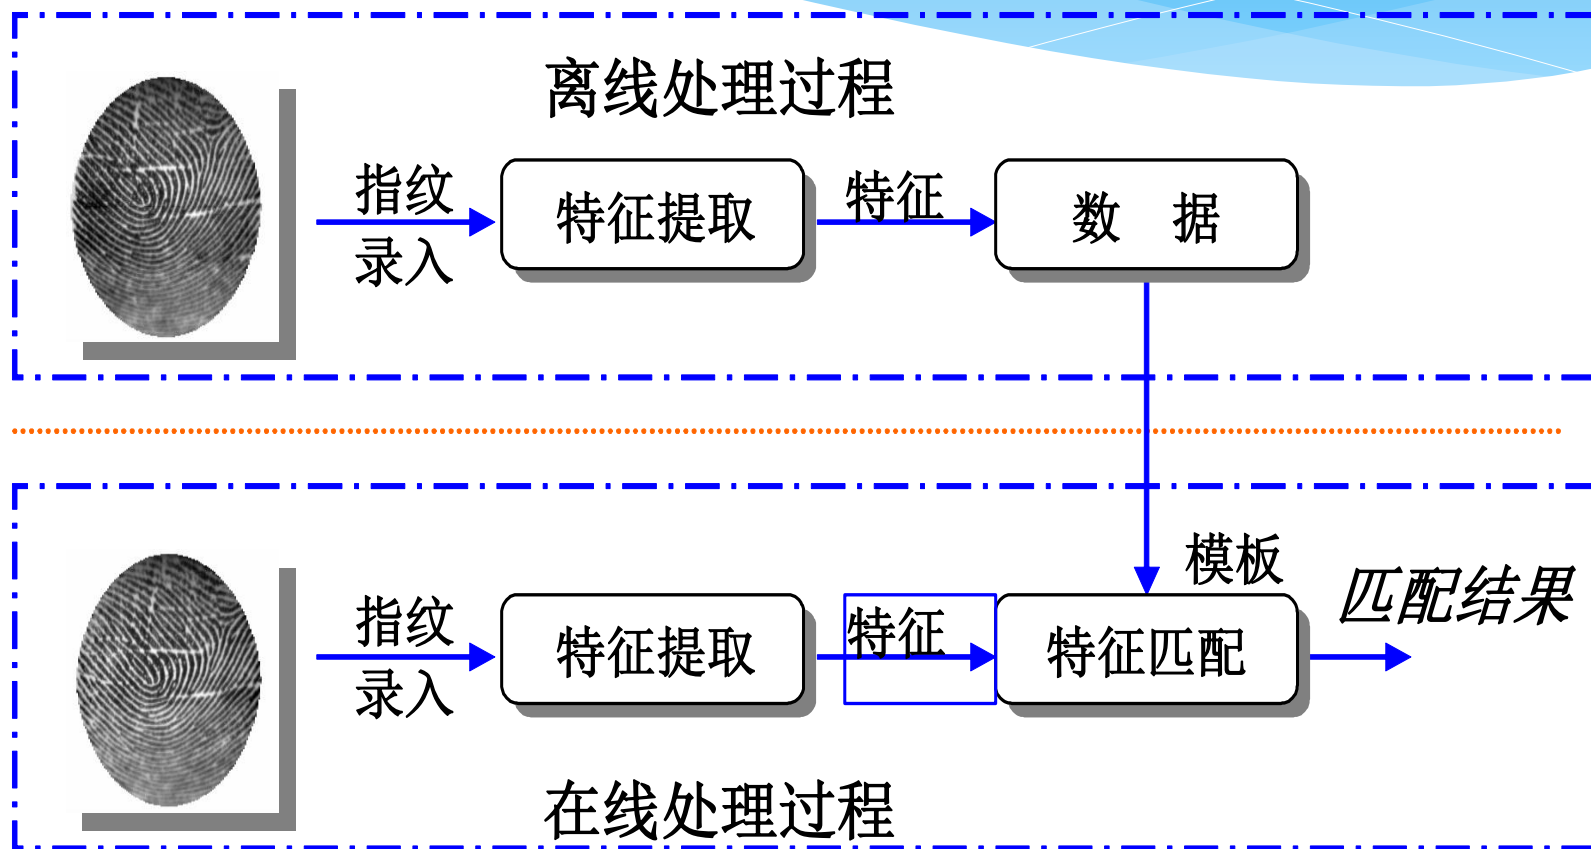 离线处理过程
指纹
录入
特征提取
特征
数 据
模板
匹配结果
指纹
录入
特征提取
特征
特征匹配
在线处理过程